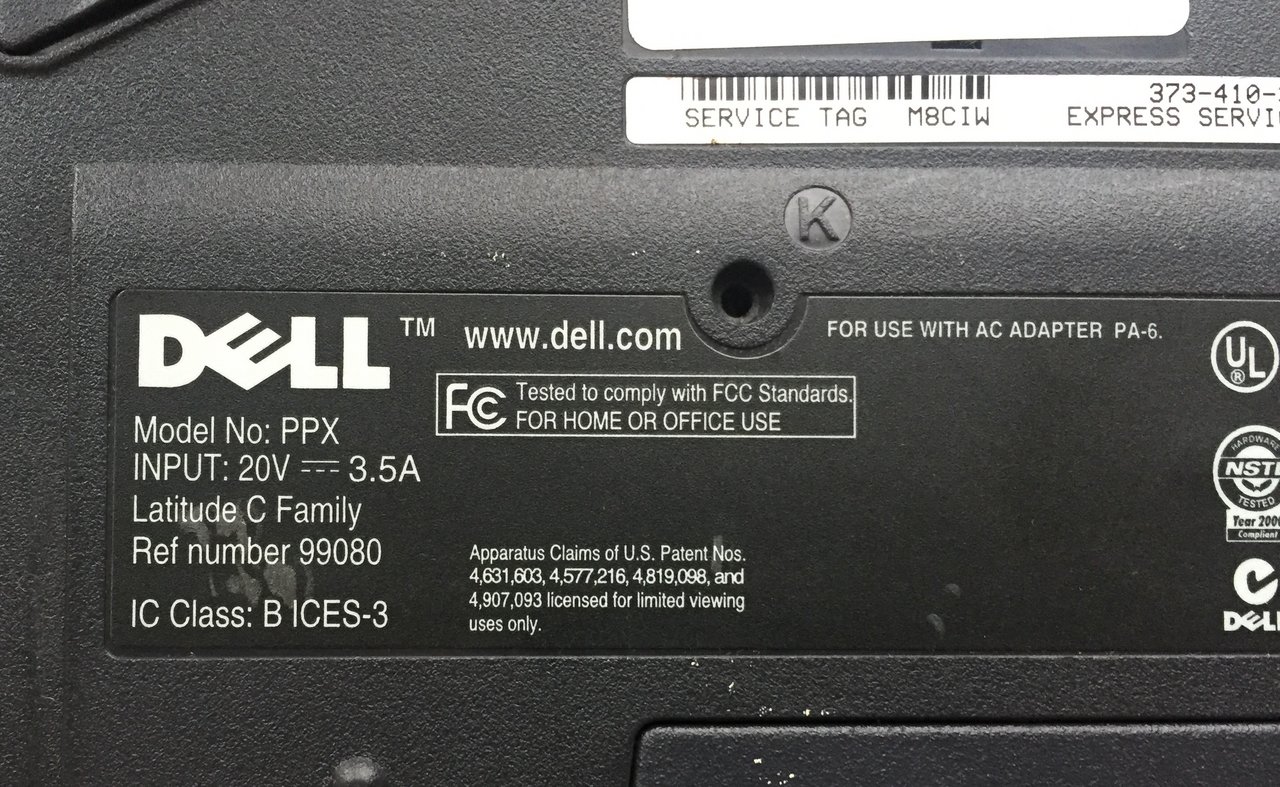 373-410-
SERVICE TAG M8CIW EXPRESS SERVI
K
DELL ™ www.dell.com
FOR USE WITH AC ADAPTER PA-6.
FC Tested to comply with FCC Standards.
FOR HOME OR OFFICE USE
Model No: PPX
INPUT: 20V 3.5A
Latitude C Family
Ref number 99080
IC Class: B ICES-3
Apparatus Claims of U.S. Patent Nos.
4,631,603, 4,577,216, 4,819,098, and
4,907,093 licensed for limited viewing
uses only.
UL
®
HARDWARE
NSTL
TESTED
Year 2000
Compliant
DELL